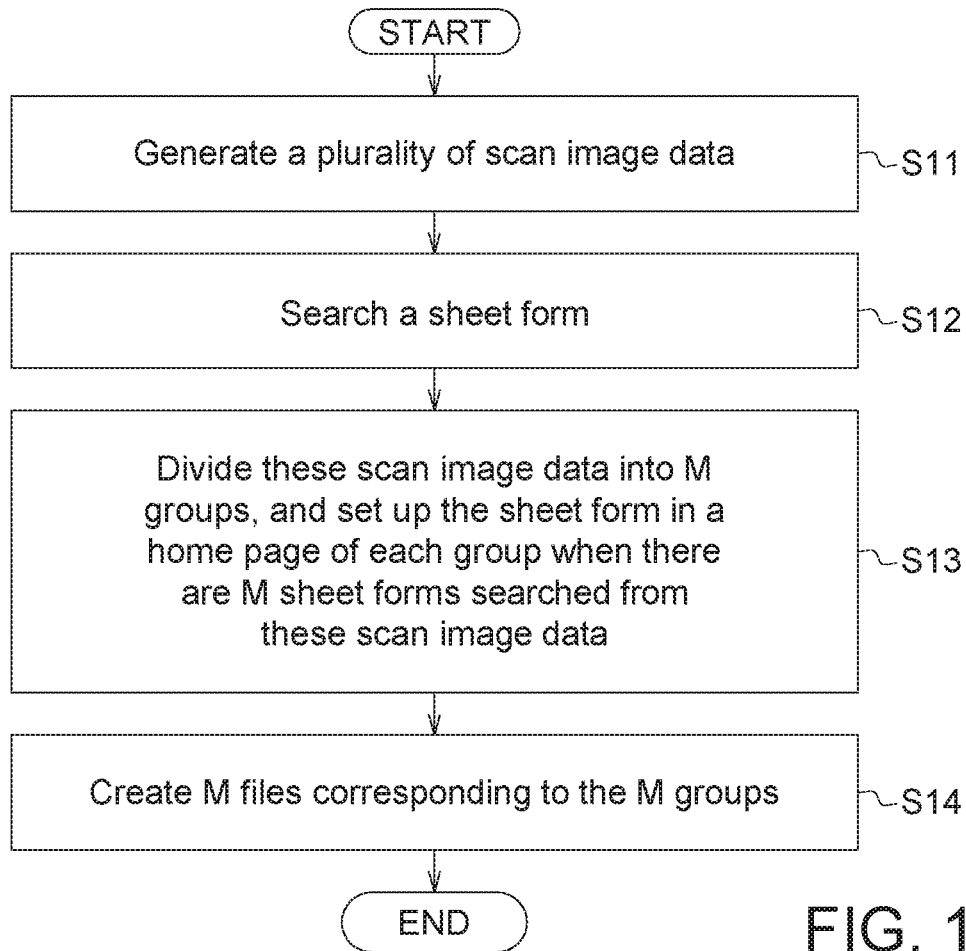 START
Generate a plurality of scan image data
S11
Search a sheet form
S12
Divide these scan image data into M
groups, and set up the sheet form in a
home page of each group when there
are M sheet forms searched from
these scan image data
S13
Create M files corresponding to the M groups
S14
END
FIG. 1